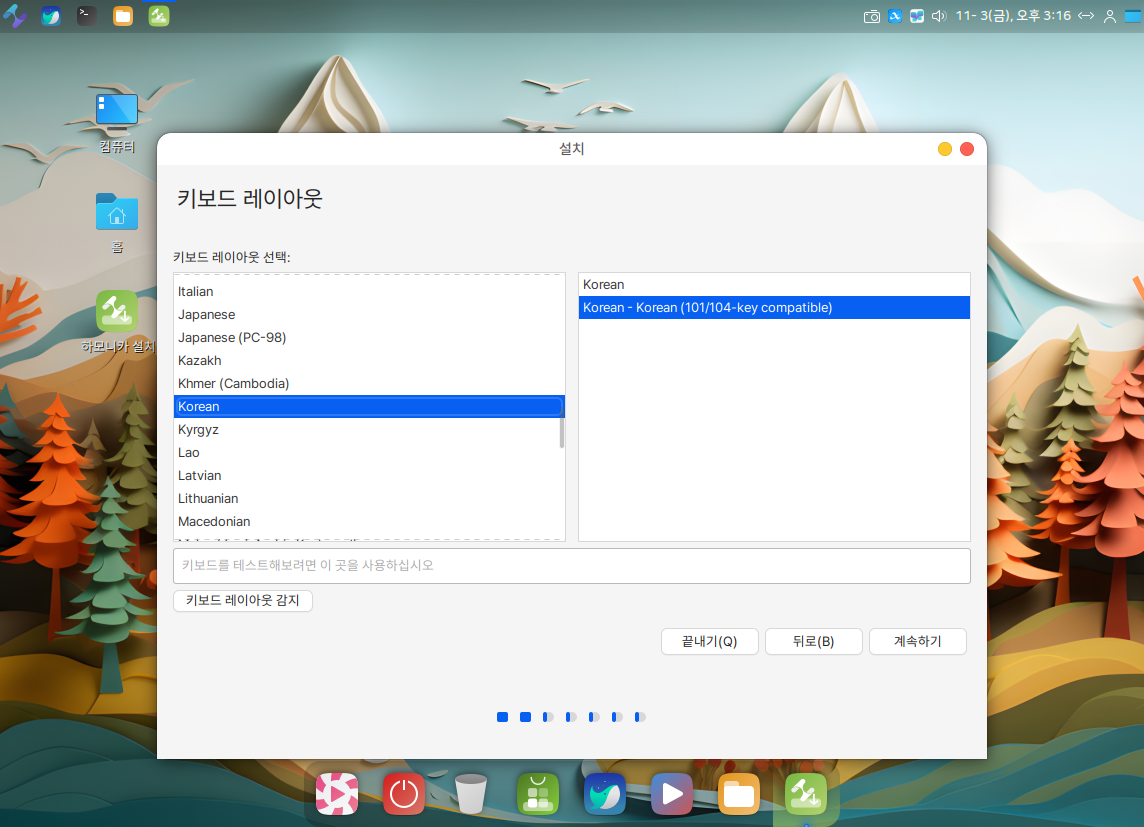 11- 3(금), 오후 3:16
컴퓨터
홈
하모니카 설치
설치
키보드 레이아웃
키보드 레이아웃 선택:
Italian
Japanese
Japanese (PC-98)
Kazakh
Khmer (Cambodia)
Korean
Kyrgyz
Lao
Latvian
Lithuanian
Macedonian
Korean
Korean - Korean (101/104-key compatible)
키보드를 테스트해보려면 이 곳을 사용하십시오
키보드 레이아웃 감지
끝내기(Q)
뒤로(B)
계속하기